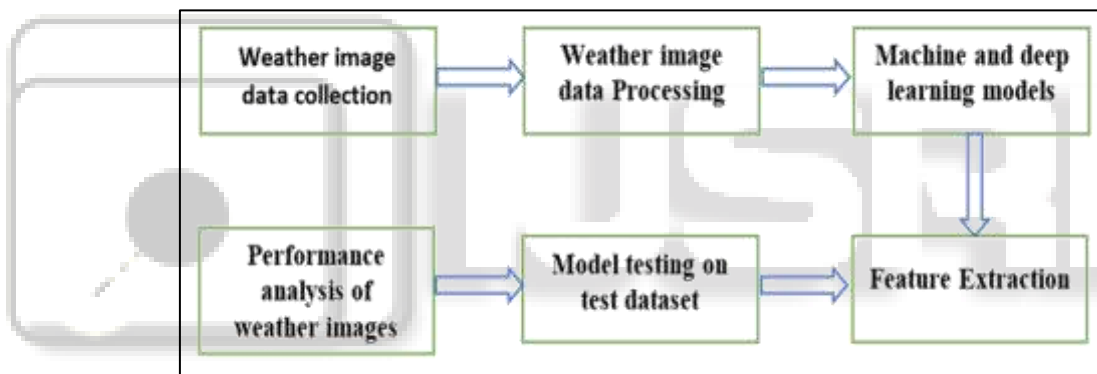 Weather image
data collection
Weather image
data Processing
Machine and deep
learning models
Performance
analysis of
weather images
Model testing on
test dataset
Feature Extraction